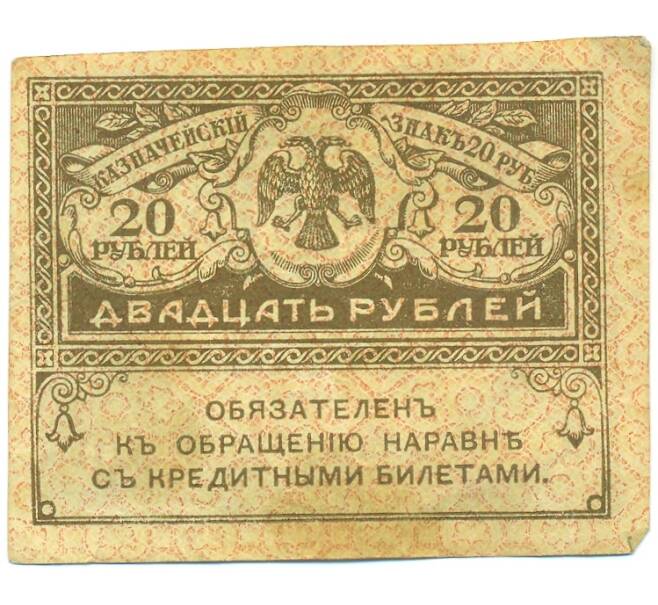 КАЗНАЧЕЙСКІЙ ЗНАКЪ 20 РУБ.
20 РУБЛЕЙ
20 РУБЛЕЙ
ДВАДЦАТЬ РУБЛЕЙ
ОБЯЗАТЕЛЕНЪ
КЪ ОБРАЩЕНІЮ НАРАВНѢ
СЪ КРЕДИТНЫМИ БИЛЕТАМИ.